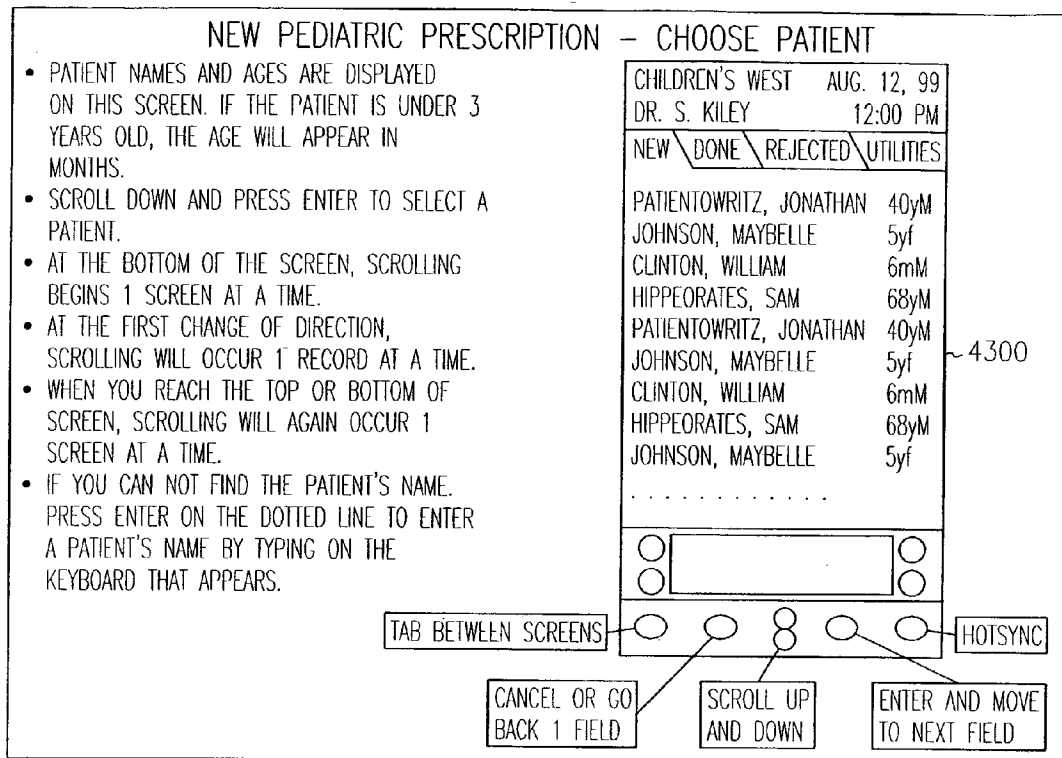 NEW PEDIATRIC PRESCRIPTION – CHOOSE PATIENT
• PATIENT NAMES AND AGES ARE DISPLAYED
ON THIS SCREEN. IF THE PATIENT IS UNDER 3
YEARS OLD, THE AGE WILL APPEAR IN
MONTHS.
• SCROLL DOWN AND PRESS ENTER TO SELECT A
PATIENT.
• AT THE BOTTOM OF THE SCREEN, SCROLLING
BEGINS 1 SCREEN AT A TIME.
• AT THE FIRST CHANGE OF DIRECTION,
SCROLLING WILL OCCUR 1 RECORD AT A TIME.
• WHEN YOU REACH THE TOP OR BOTTOM OF
SCREEN, SCROLLING WILL AGAIN OCCUR 1
SCREEN AT A TIME.
• IF YOU CAN NOT FIND THE PATIENT'S NAME.
PRESS ENTER ON THE DOTTED LINE TO ENTER
A PATIENT'S NAME BY TYPING ON THE
KEYBOARD THAT APPEARS.
CHILDREN'S WEST AUG. 12, 99
DR. S. KILEY 12:00 PM
NEW DONE REJECTED UTILITIES
PATIENTOWRITZ, JONATHAN 40yM
JOHNSON, MAYBELLE 5yf
CLINTON, WILLIAM 6mM
HIPPEORATES, SAM 68yM
PATIENTOWRITZ, JONATHAN 40yM
JOHNSON, MAYBELLE 5yf
CLINTON, WILLIAM 6mM
HIPPEORATES, SAM 68yM
JOHNSON, MAYBELLE 5yf
. . . . . . . . . . . . .
4300
TAB BETWEEN SCREENS
HOTSYNC
CANCEL OR GO
BACK 1 FIELD
SCROLL UP
AND DOWN
ENTER AND MOVE
TO NEXT FIELD